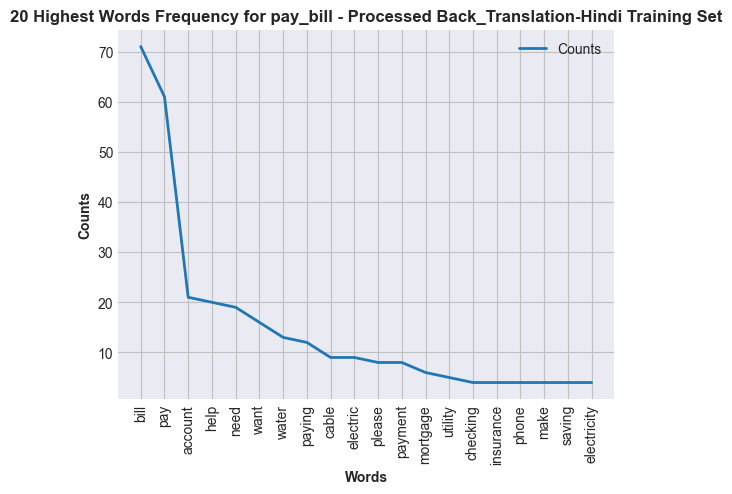 20 Highest Words Frequency for pay_bill - Processed Back_Translation-Hindi Training Set
Counts
70
60
50
40
30
20
10
Counts
bill
pay
account
help
need
want
water
paying
cable
electric
please
payment
mortgage
utility
checking
insurance
phone
make
saving
electricity
Words